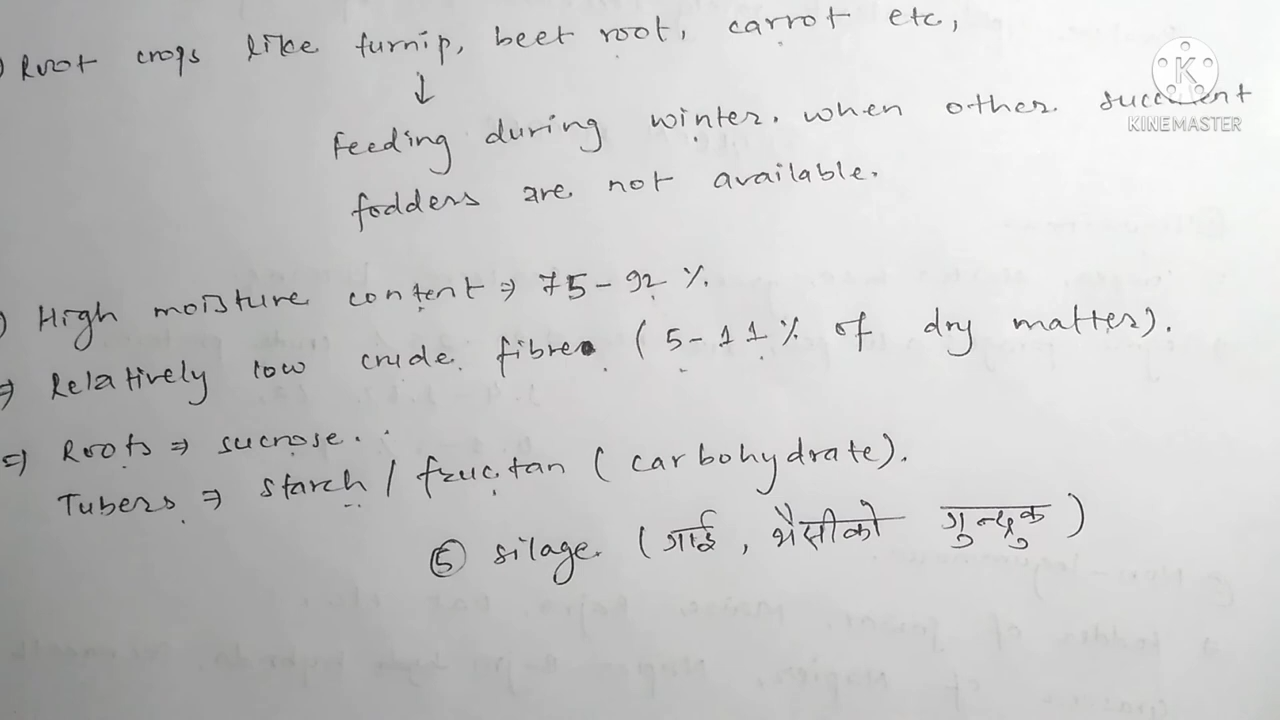 Root crops like turnip, beet root, carrot etc,
↓
Feeding during winter. when other succulent
fodders are not available.
High moisture content ⇒ 75-92 %.
⇒ Relatively low crude fibre (5-11% of dry matter).
⇒ Roots ⇒ sucrose.
Tubers ⇒ starch / fructan (carbohydrate).
⑤ silage. (गाई, भैसीको गुन्द्रुक)
K
KINEMASTER